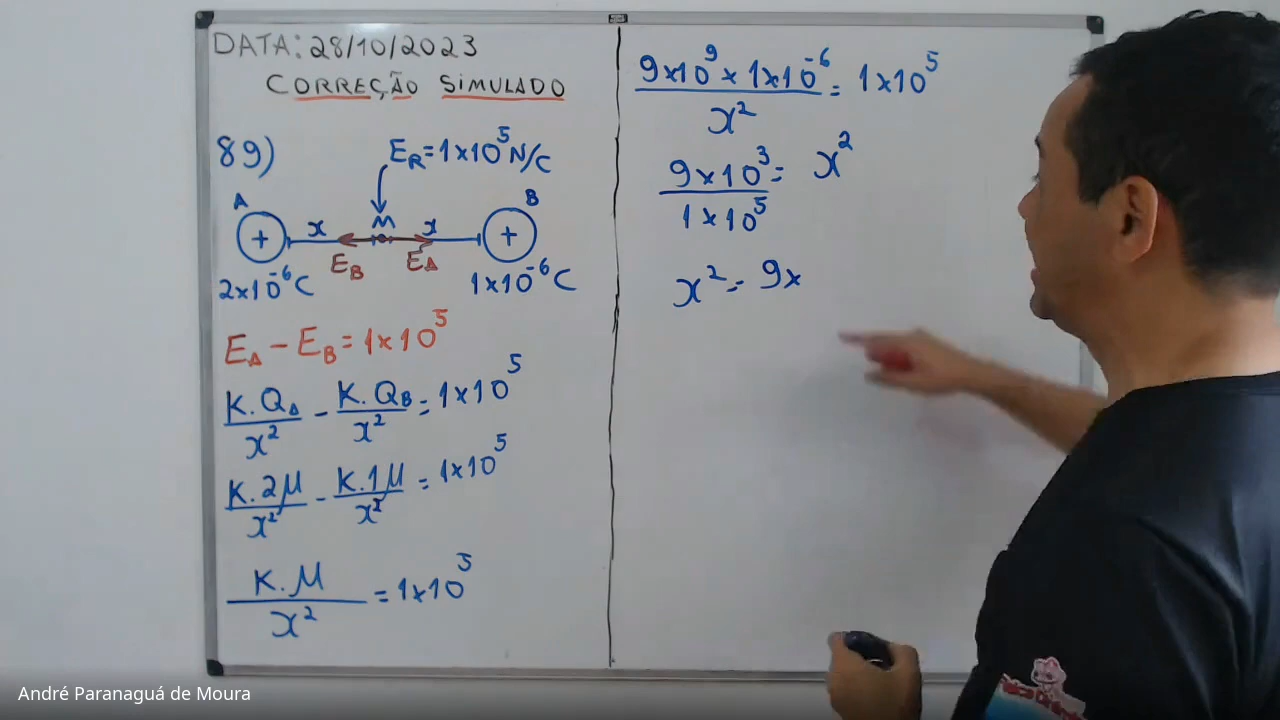 DATA: 28/10/2023
CORREÇÃO SIMULADO
89)
E_R = 1x10^5 N/C
A
B
x
M
x
+
+
E_B
E_A
2x10^-6 C
1x10^-6 C
E_A - E_B = 1x10^5
K.Q_A/x^2 - K.Q_B/x^2 = 1x10^5
K.2μ/x^2 - K.1μ/x^2 = 1x10^5
K.μ/x^2 = 1x10^5
9x10^9 x 1x10^-6/x^2 = 1x10^5
9x10^3/1x10^5 = x^2
x^2 = 9x
André Paranaguá de Moura